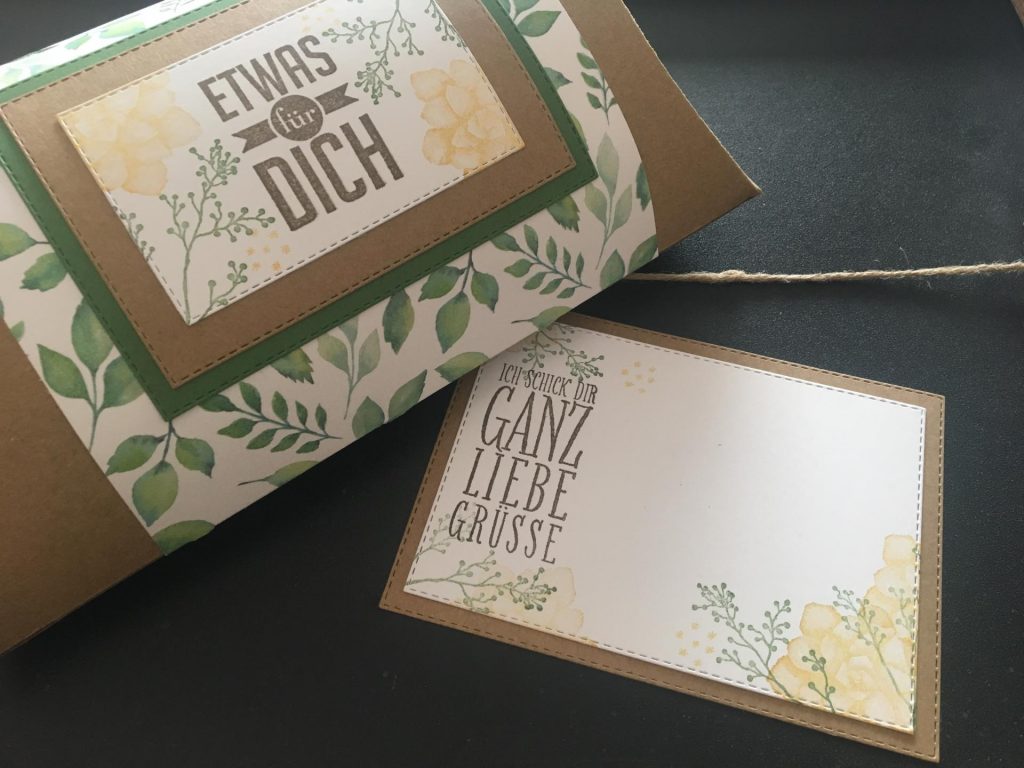 ETWAS
für
DICH
ICH SCHICK DIR
GANZ
LIEBE
GRÜSSE